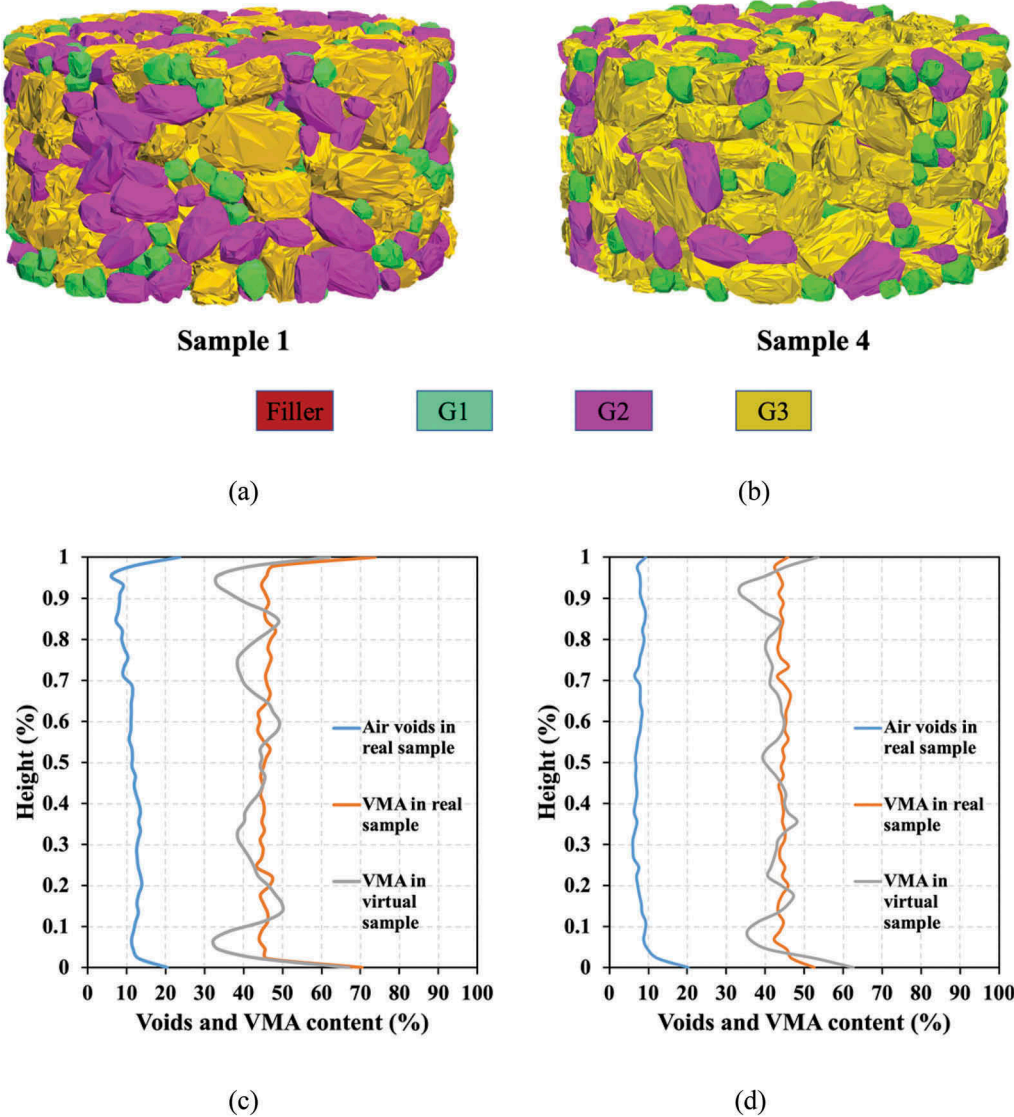 Sample 1
Sample 4
Filler
G1
G2
G3
(a)
(b)
1
0.9
0.8
0.7
0.6
0.5
0.4
0.3
0.2
0.1
0
Height (%)
Air voids in
real sample
VMA in real
sample
VMA in
virtual
sample
0 10 20 30 40 50 60 70 80 90 100
Voids and VMA content (%)
1
0.9
0.8
0.7
0.6
0.5
0.4
0.3
0.2
0.1
0
Height (%)
Air voids in
real sample
VMA in real
sample
VMA in
virtual
sample
0 10 20 30 40 50 60 70 80 90 100
Voids and VMA content (%)
(c)
(d)